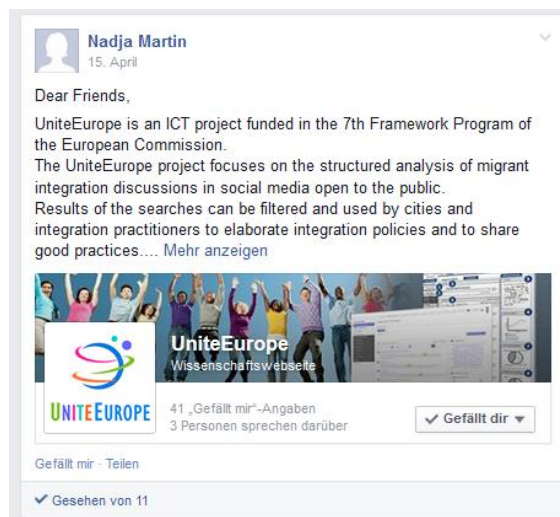 Nadja Martin
15. April
Dear Friends,
UniteEurope is an ICT project funded in the 7th Framework Program of
the European Commission.
The UniteEurope project focuses on the structured analysis of migrant
integration discussions in social media open to the public.
Results of the searches can be filtered and used by cities and
integration practitioners to elaborate integration policies and to share
good practices.... Mehr anzeigen
UniteEurope
Wissenschaftswebseite
UNITEEUROPE
41 „Gefällt mir“-Angaben
3 Personen sprechen darüber
Gefällt dir
Gefällt mir · Teilen
Gesehen von 11